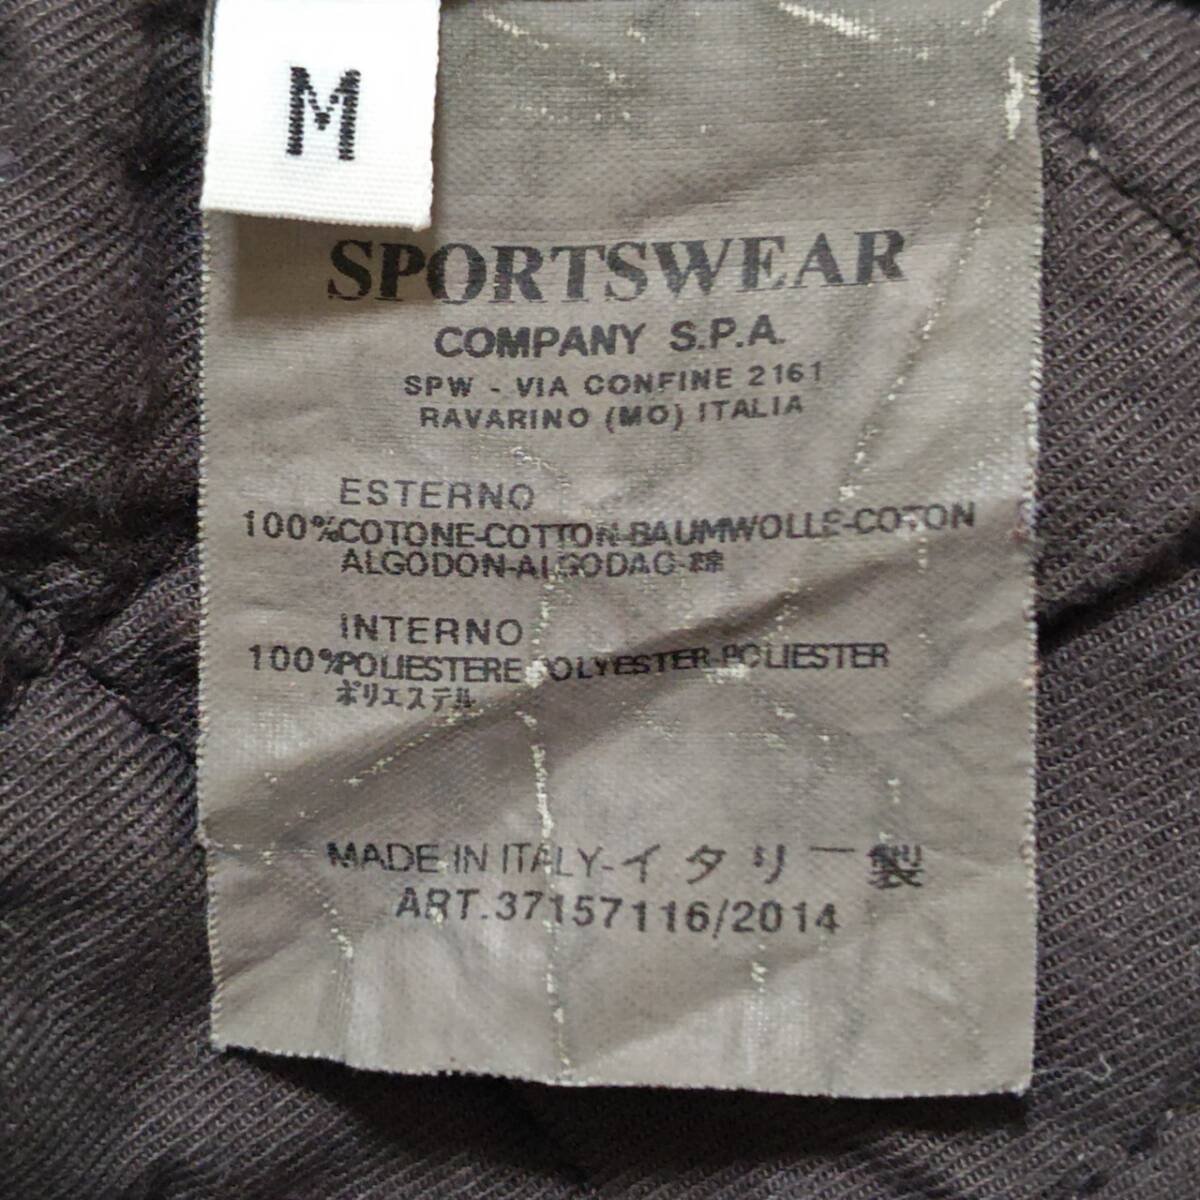 M
SPORTSWEAR
COMPANY S.P.A.
SPW - VIA CONFINE 2161
RAVARINO (MO) ITALIA
ESTERNO
100%COTONE-COTTON-BAUMWOLLE-COTON
ALGODON-ALGODAO-綿
INTERNO
100%POLIESTERE POLYESTER-POLIESTER
ポリエステル
MADE IN ITALY-イタリー製
ART.37157116/2014